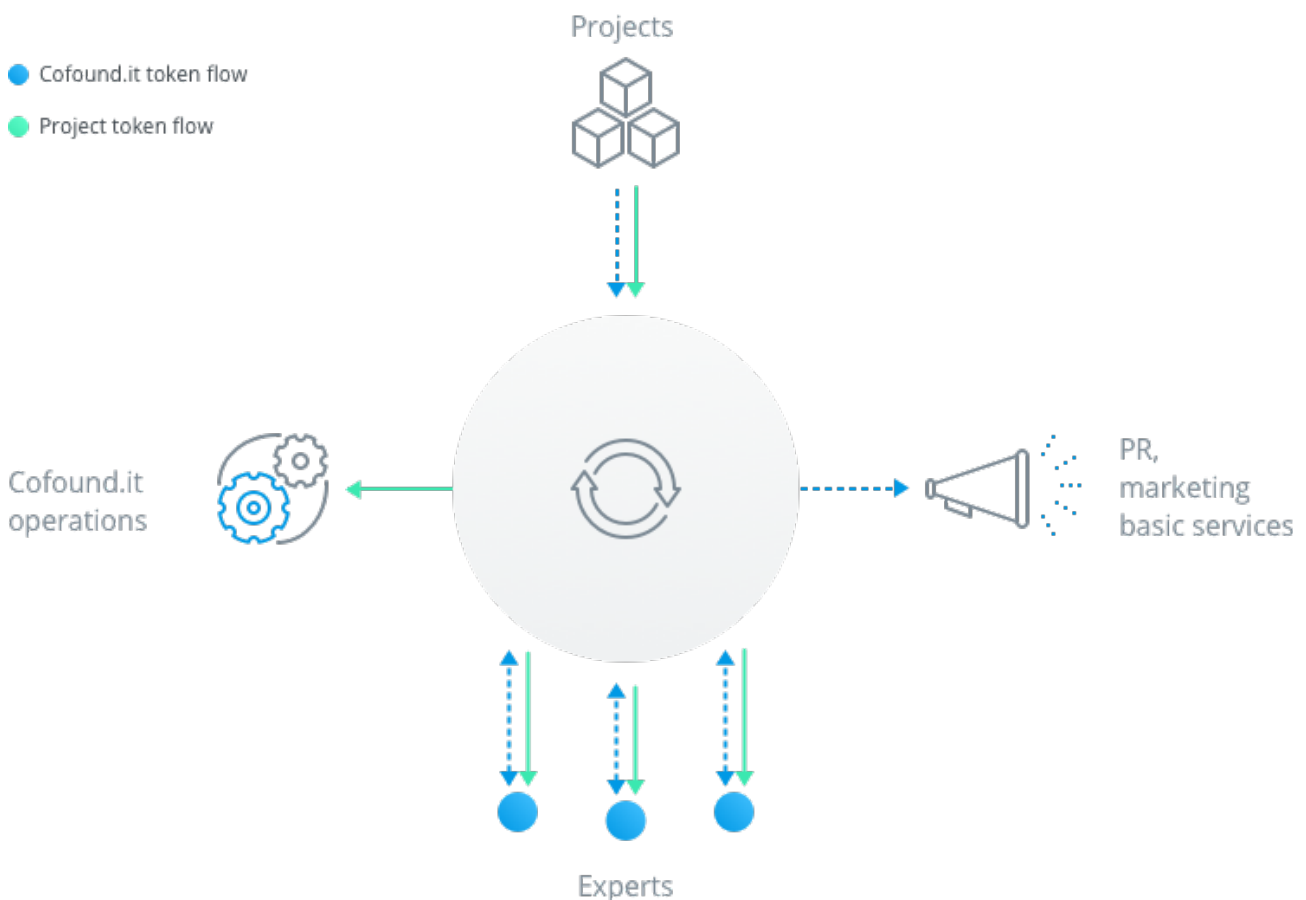 Projects
Cofound.it token flow
Project token flow
Cofound.it
operations
PR,
marketing
basic services
Experts